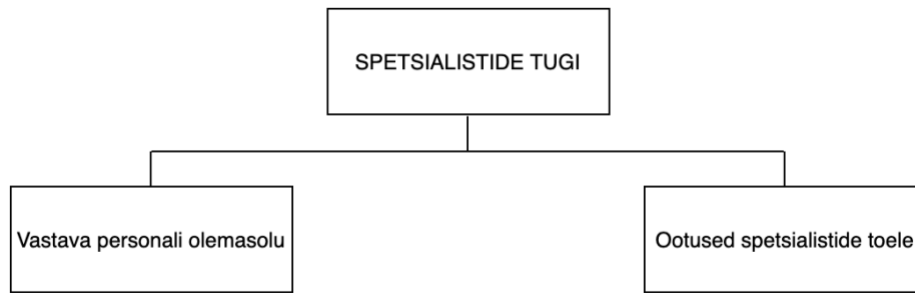 SPETSIALISTIDE TUGI
Vastava personali olemasolu
Ootused spetsialistide toele